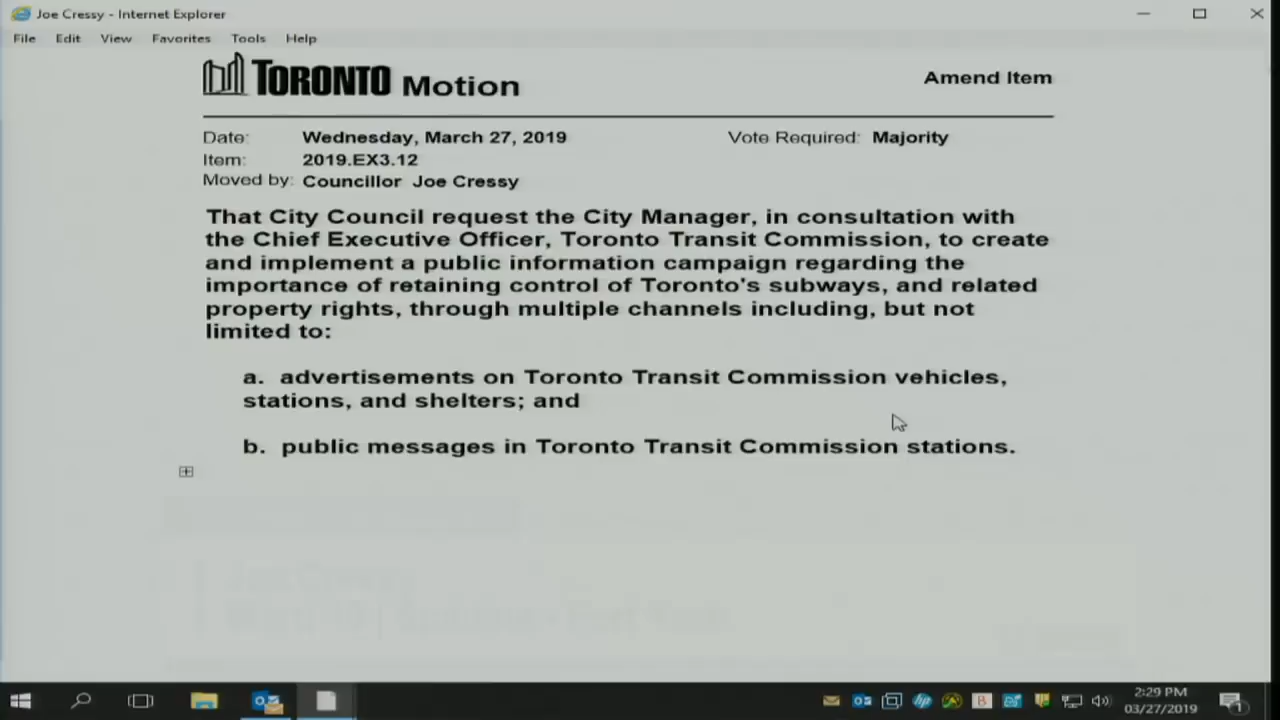 Joe Cressy - Internet Explorer
File Edit View Favorites Tools Help
TORONTO Motion
Amend Item
Date: Wednesday, March 27, 2019
Vote Required: Majority
Item: 2019.EX3.12
Moved by: Councillor Joe Cressy
That City Council request the City Manager, in consultation with
the Chief Executive Officer, Toronto Transit Commission, to create
and implement a public information campaign regarding the
importance of retaining control of Toronto's subways, and related
property rights, through multiple channels including, but not
limited to:
a. advertisements on Toronto Transit Commission vehicles,
stations, and shelters; and
b. public messages in Toronto Transit Commission stations.
Joe Cressy
2:29 PM
03/27/2019
1